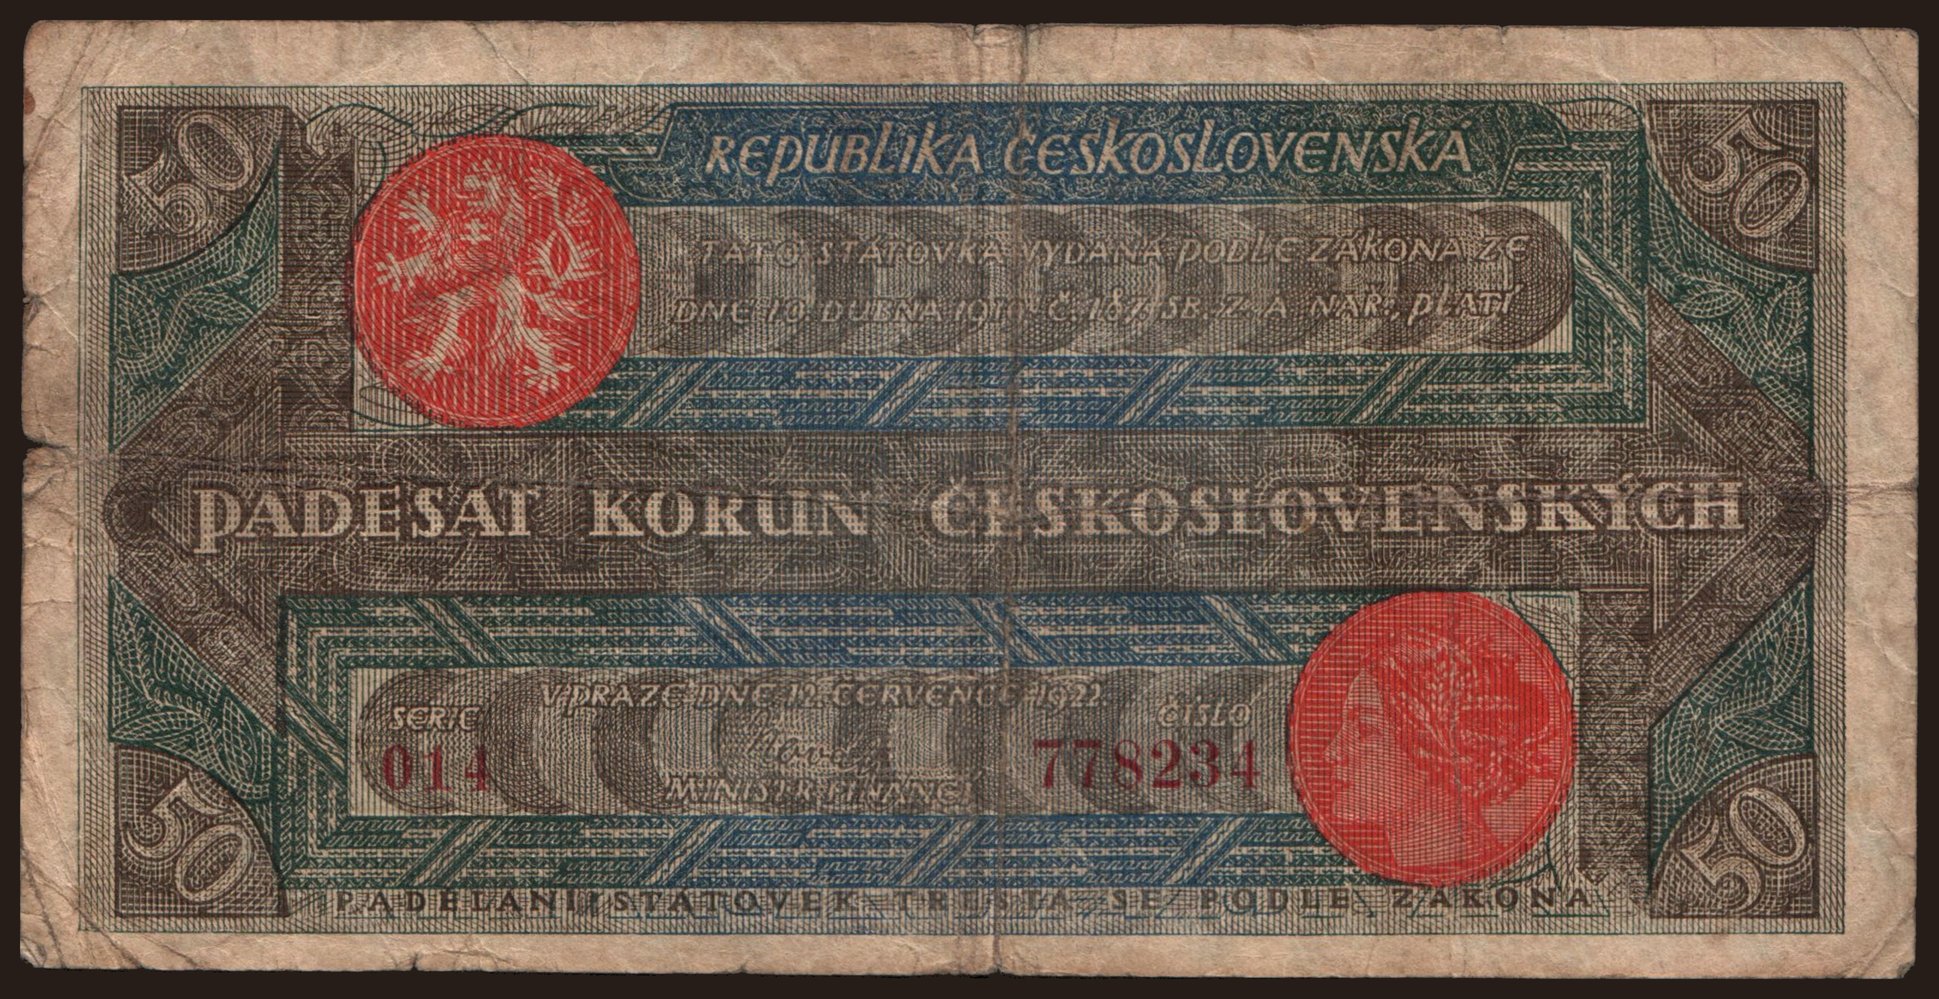 50
50
REPUBLIKA ČESKOSLOVENSKÁ
TATO STÁTOVKA VYDANÁ PODLE ZÁKONA ZE
DNE 10. DUBNA 1919 Č. 187 SB. Z. A NAŘ., PLATÍ
PADESÁT KORUN ČESKOSLOVENSKÝCH
V PRAZE DNE 12. ČERVENCE 1922
SERIE
ČÍSLO
014
778234
MINISTR FINANCÍ
50
50
PADĚLÁNÍ STÁTOVEK TRESTÁ SE PODLE ZÁKONA